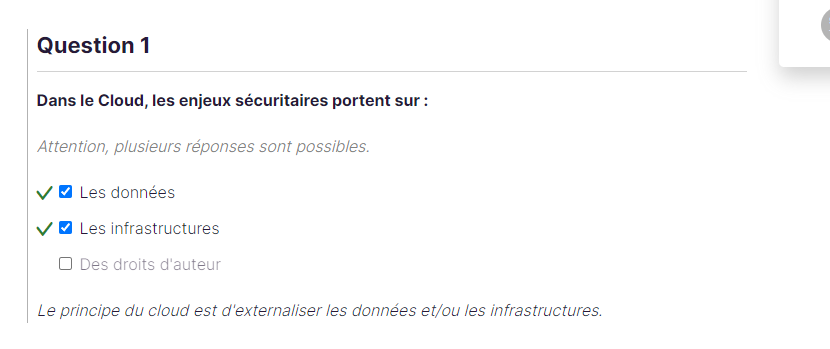 Question 1
Dans le Cloud, les enjeux sécuritaires portent sur :
Attention, plusieurs réponses sont possibles.
Les données
Les infrastructures
Des droits d'auteur
Le principe du cloud est d'externaliser les données et/ou les infrastructures.